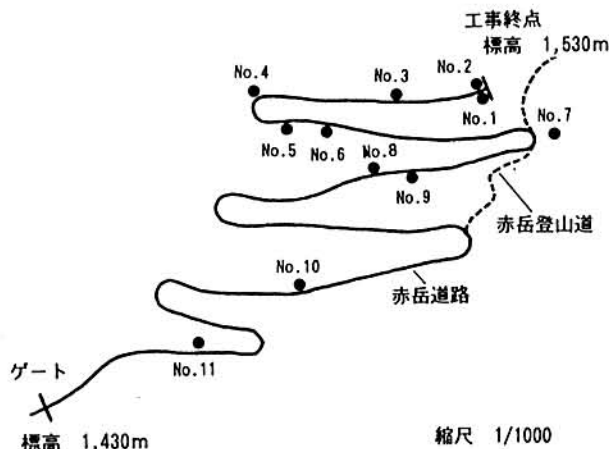 工事終点
標高 1,530m
No.4
No.3
No.2
No.1
No.7
No.5
No.6
No.8
No.9
赤岳登山道
No.10
赤岳道路
No.11
ゲート
標高 1,430m
縮尺 1/1000